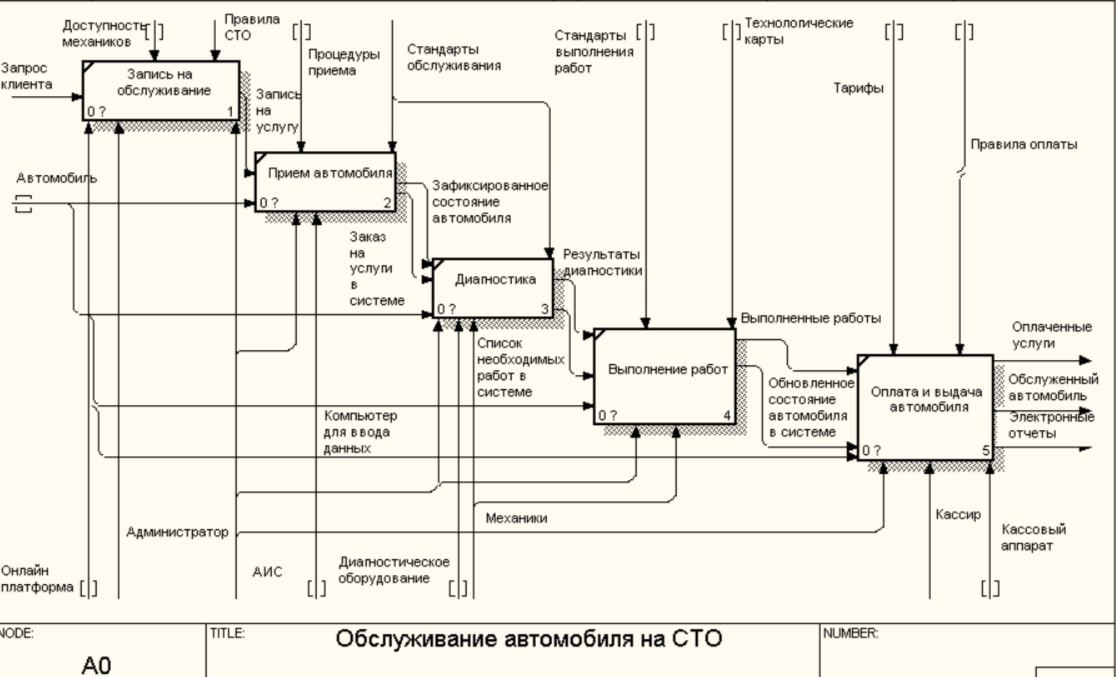 Доступность
механиков
Правила
СТО
Процедуры
приема
Стандарты
обслуживания
Стандарты
выполнения
работ
Технологические
карты
Тарифы
Правила оплаты
Запрос
клиента
Запись на
обслуживание
0 ?
1
Запись
на
услугу
Автомобиль
Прием автомобиля
0 ?
2
Зафиксированное
состояние
автомобиля
Заказ
на
услуги
в
системе
Диагностика
0 ?
3
Результаты
диагностики
Список
необходимых
работ в
системе
Выполнение работ
0 ?
4
Выполненные работы
Обновленное
состояние
автомобиля
в системе
Оплата и выдача
автомобиля
0 ?
5
Оплаченные
услуги
Обслуженный
автомобиль
Электронные
отчеты
Компьютер
для ввода
данных
Администратор
Механики
Кассир
Кассовый
аппарат
Онлайн
платформа
АИС
Диагностическое
оборудование
NODE:
A0
TITLE:
Обслуживание автомобиля на СТО
NUMBER: